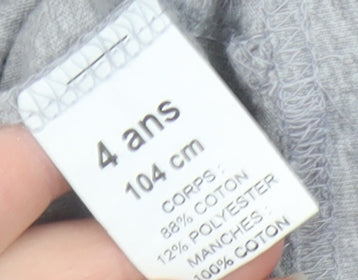 4 ans
104 cm
CORPS :
88% COTON
12% POLYESTER
MANCHES :
100% COTON